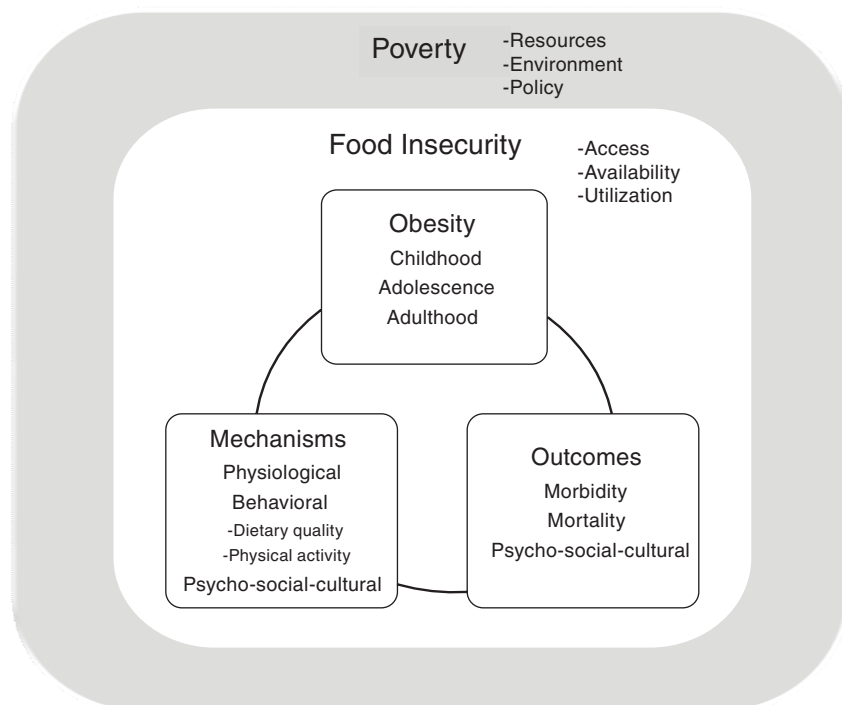 Poverty
-Resources
-Environment
-Policy
Food Insecurity
-Access
-Availability
-Utilization
Obesity
Childhood
Adolescence
Adulthood
Mechanisms
Physiological
Behavioral
-Dietary quality
-Physical activity
Psycho-social-cultural
Outcomes
Morbidity
Mortality
Psycho-social-cultural